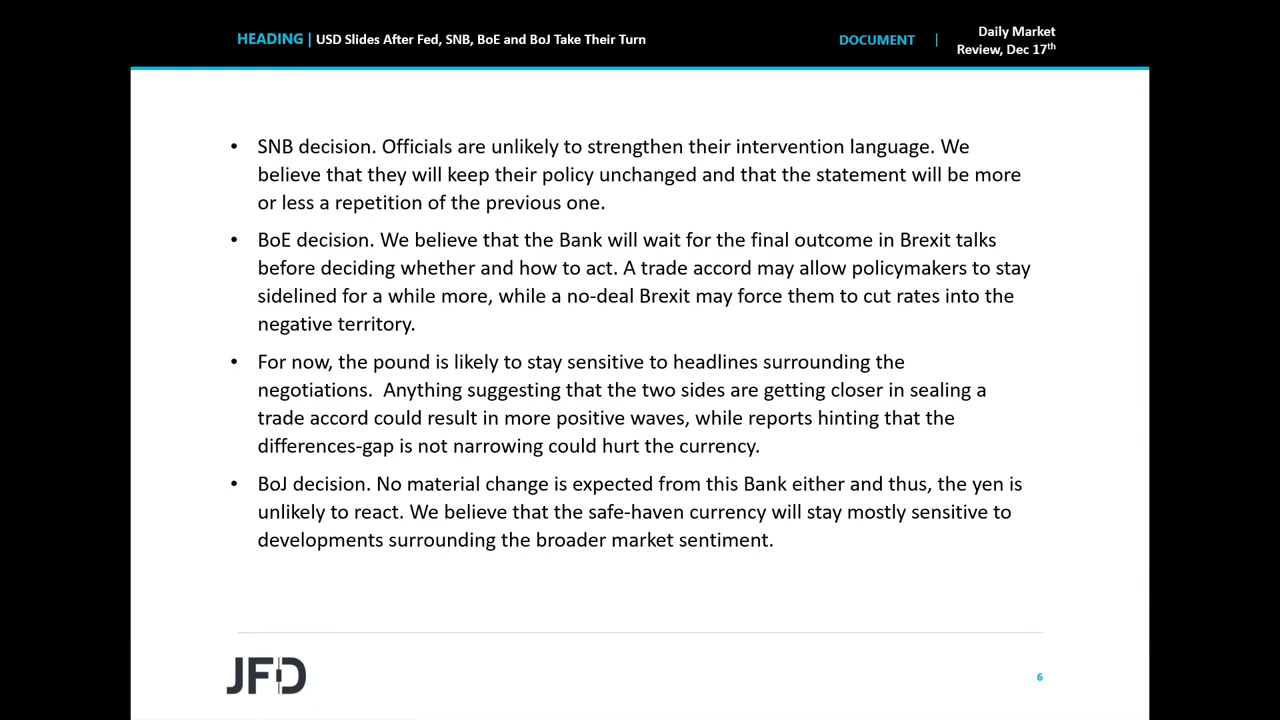 HEADING | USD Slides After Fed, SNB, BoE and BoJ Take Their Turn
DOCUMENT | Daily Market
Review, Dec 17th
• SNB decision. Officials are unlikely to strengthen their intervention language. We
believe that they will keep their policy unchanged and that the statement will be more
or less a repetition of the previous one.
• BoE decision. We believe that the Bank will wait for the final outcome in Brexit talks
before deciding whether and how to act. A trade accord may allow policymakers to stay
sidelined for a while more, while a no-deal Brexit may force them to cut rates into the
negative territory.
• For now, the pound is likely to stay sensitive to headlines surrounding the
negotiations.  Anything suggesting that the two sides are getting closer in sealing a
trade accord could result in more positive waves, while reports hinting that the
differences-gap is not narrowing could hurt the currency.
• BoJ decision. No material change is expected from this Bank either and thus, the yen is
unlikely to react. We believe that the safe-haven currency will stay mostly sensitive to
developments surrounding the broader market sentiment.
JFD
6